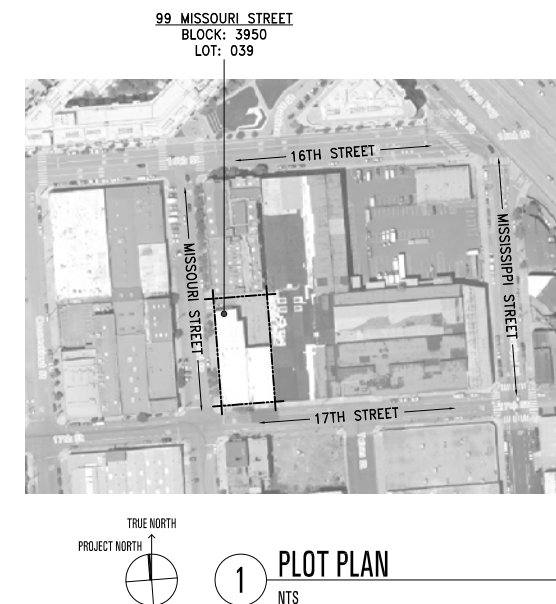 99 MISSOURI STREET
BLOCK: 3950
LOT: 039
16TH STREET
MISSOURI STREET
MISSISSIPPI STREET
17TH STREET
TRUE NORTH
PROJECT NORTH
1
PLOT PLAN
NTS